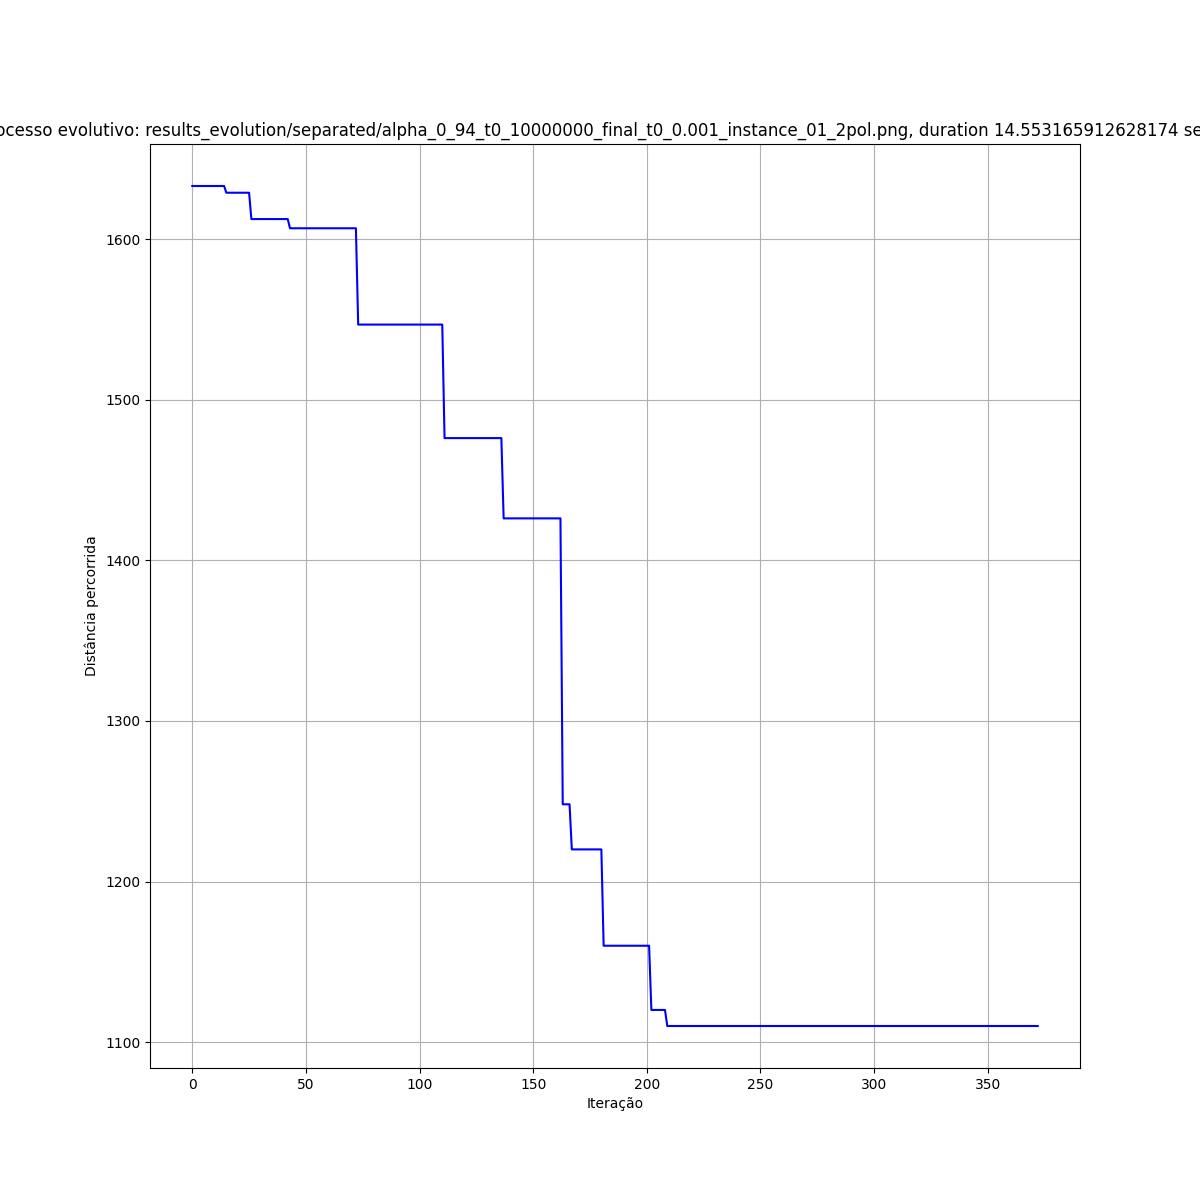 ocesso evolutivo: results_evolution/separated/alpha_0_94_t0_10000000_final_t0_0.001_instance_01_2pol.png, duration 14.553165912628174 se
1600
1500
1400
1300
1200
1100
Distância percorrida
0 50 100 150 200 250 300 350
Iteração